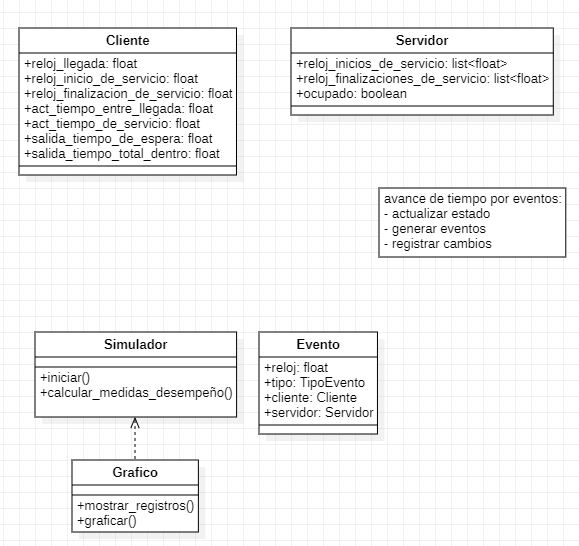 Cliente
+reloj_llegada: float
+reloj_inicio_de_servicio: float
+reloj_finalizacion_de_servicio: float
+act_tiempo_entre_llegada: float
+act_tiempo_de_servicio: float
+salida_tiempo_de_espera: float
+salida_tiempo_total_dentro: float
Servidor
+reloj_inicios_de_servicio: list<float>
+reloj_finalizaciones_de_servicio: list<float>
+ocupado: boolean
avance de tiempo por eventos:
- actualizar estado
- generar eventos
- registrar cambios
Simulador
+iniciar()
+calcular_medidas_desempeño()
Evento
+reloj: float
+tipo: TipoEvento
+cliente: Cliente
+servidor: Servidor
Grafico
+mostrar_registros()
+graficar()